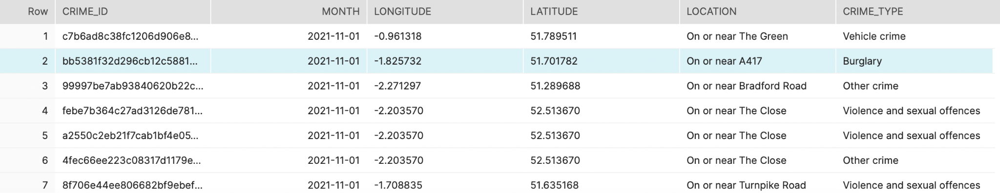 Row CRIME_ID MONTH LONGITUDE LATITUDE LOCATION CRIME_TYPE
1 c7b6ad8c38fc1206d906e8... 2021-11-01 -0.961318 51.789511 On or near The Green Vehicle crime
2 bb5381f32d296cb12c5881... 2021-11-01 -1.825732 51.701782 On or near A417 Burglary
3 99997be7ab93840620b22c... 2021-11-01 -2.271297 51.289688 On or near Bradford Road Other crime
4 febe7b364c27ad3126de781... 2021-11-01 -2.203570 52.513670 On or near The Close Violence and sexual offences
5 a2550c2eb21f7cab1bf4e05... 2021-11-01 -2.203570 52.513670 On or near The Close Violence and sexual offences
6 4fec66ee223c08317d1179e... 2021-11-01 -2.203570 52.513670 On or near The Close Other crime
7 8f706e44ee806682bf9ebef... 2021-11-01 -1.708835 51.635168 On or near Turnpike Road Violence and sexual offences